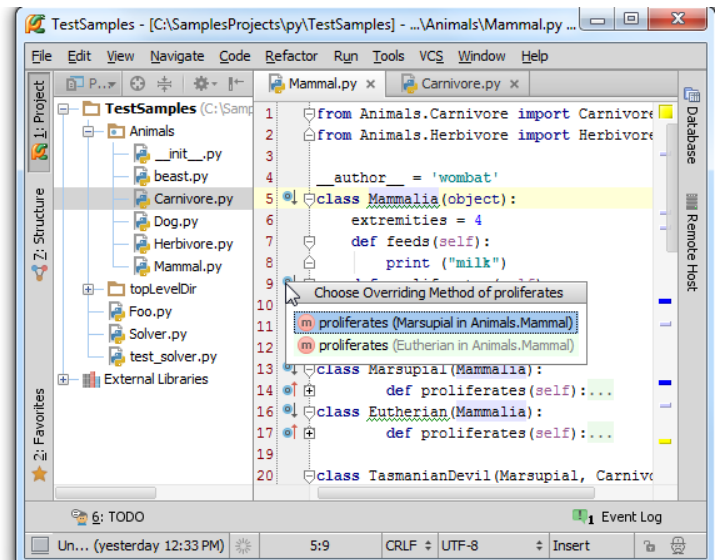 TestSamples - [C:\SamplesProjects\py\TestSamples] - ...\Animals\Mammal.py ...
File Edit View Navigate Code Refactor Run Tools VCS Window Help
1: Project
Z: Structure
2: Favorites
P...
TestSamples (C:\Samp
Animals
__init__.py
beast.py
Carnivore.py
Dog.py
Herbivore.py
Mammal.py
topLevelDir
Foo.py
Solver.py
test_solver.py
External Libraries
Mammal.py Carnivore.py
1 from Animals.Carnivore import Carnivore
2 from Animals.Herbivore import Herbivore
3
4 __author__ = 'wombat'
5 class Mammalia(object):
6 extremities = 4
7 def feeds(self):
8 print ("milk")
9
Choose Overriding Method of proliferates
10
11 m proliferates (Marsupial in Animals.Mammal)
12 m proliferates (Eutherian in Animals.Mammal)
13 class Marsupial(Mammalia):
14 def proliferates(self):...
16 class Eutherian(Mammalia):
17 def proliferates(self):...
19
20 class TasmanianDevil(Marsupial, Carnivo
Database
Remote Host
6: TODO 1 Event Log
Un... (yesterday 12:33 PM) 5:9 CRLF UTF-8 Insert